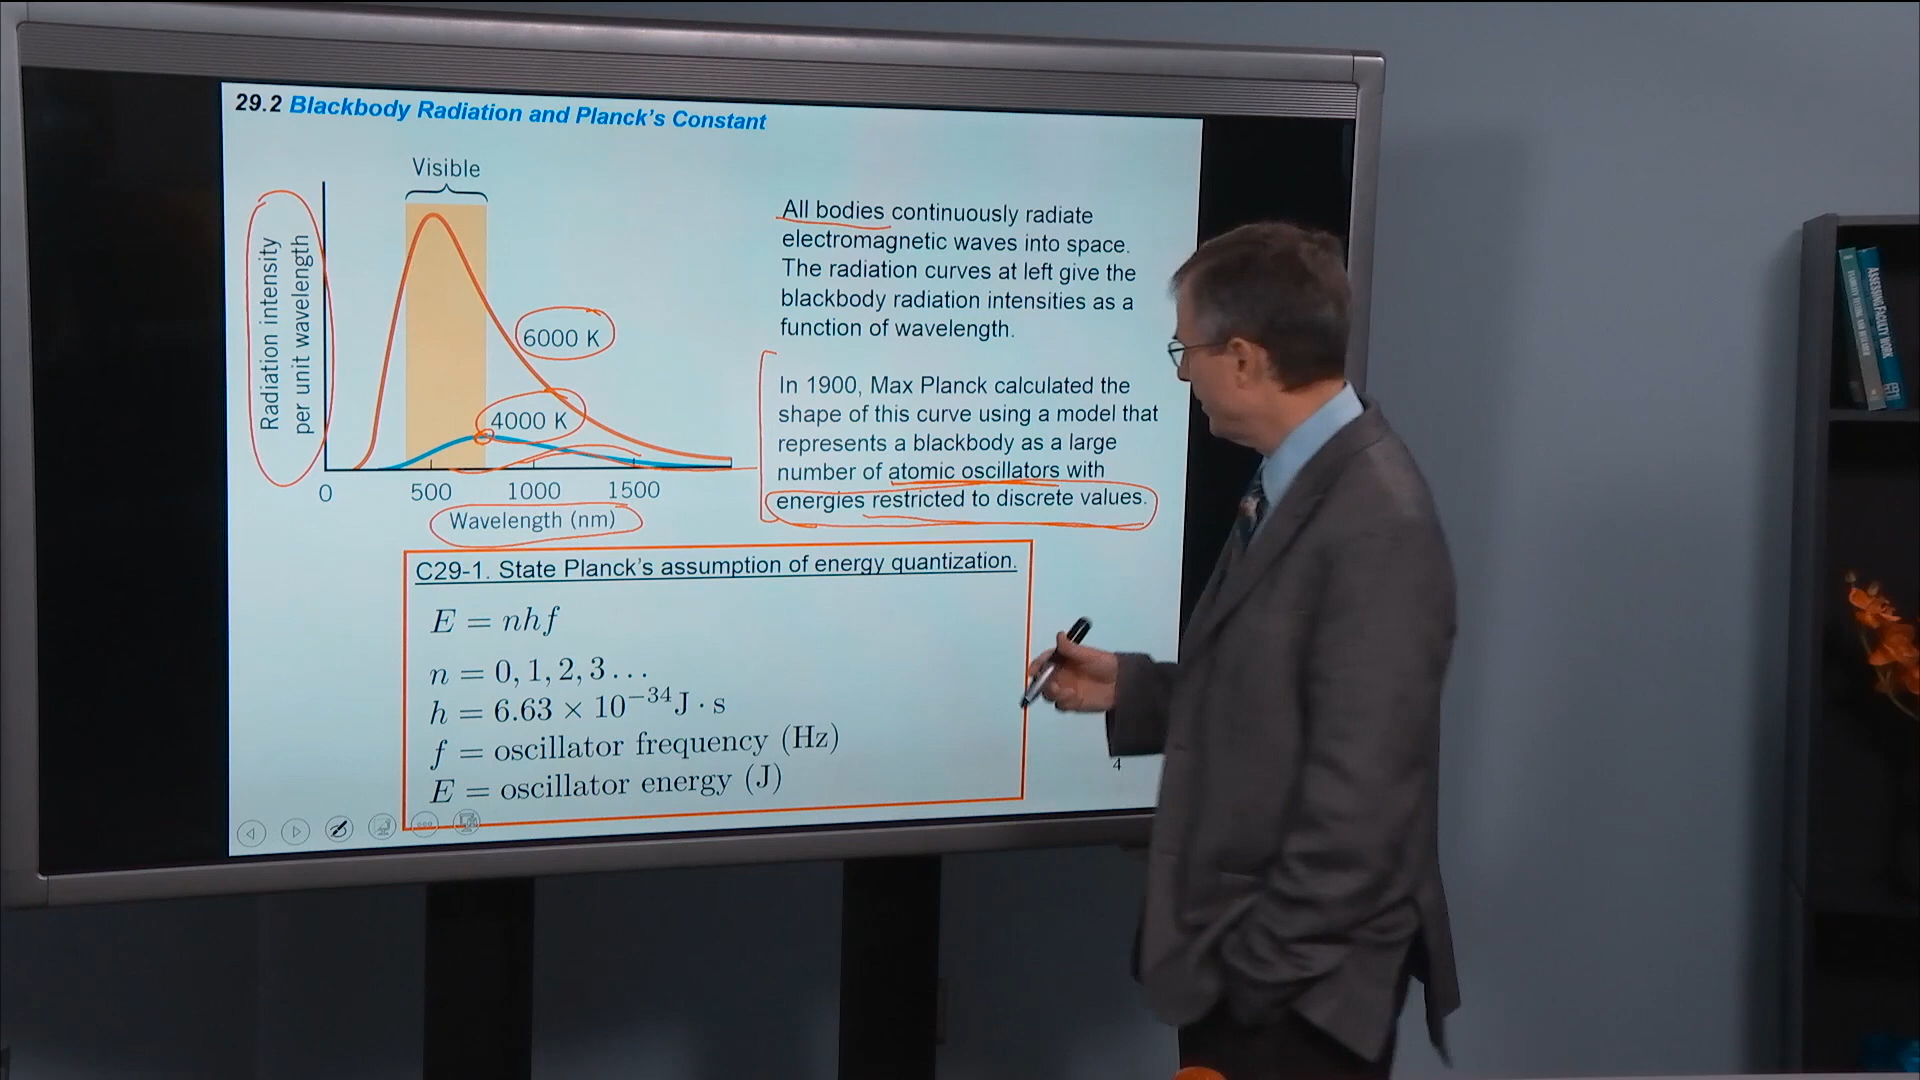 29.2 Blackbody Radiation and Planck's Constant
Visible
Radiation intensity
per unit wavelength
6000 K
4000 K
0 500 1000 1500
Wavelength (nm)
All bodies continuously radiate
electromagnetic waves into space.
The radiation curves at left give the
blackbody radiation intensities as a
function of wavelength.
In 1900, Max Planck calculated the
shape of this curve using a model that
represents a blackbody as a large
number of atomic oscillators with
energies restricted to discrete values.
C29-1. State Planck's assumption of energy quantization.
E = nhf
n = 0, 1, 2, 3 . . .
h = 6.63 × 10⁻³⁴ J · s
f = oscillator frequency (Hz)
E = oscillator energy (J)
4
ASSESSING FACULTY WORK